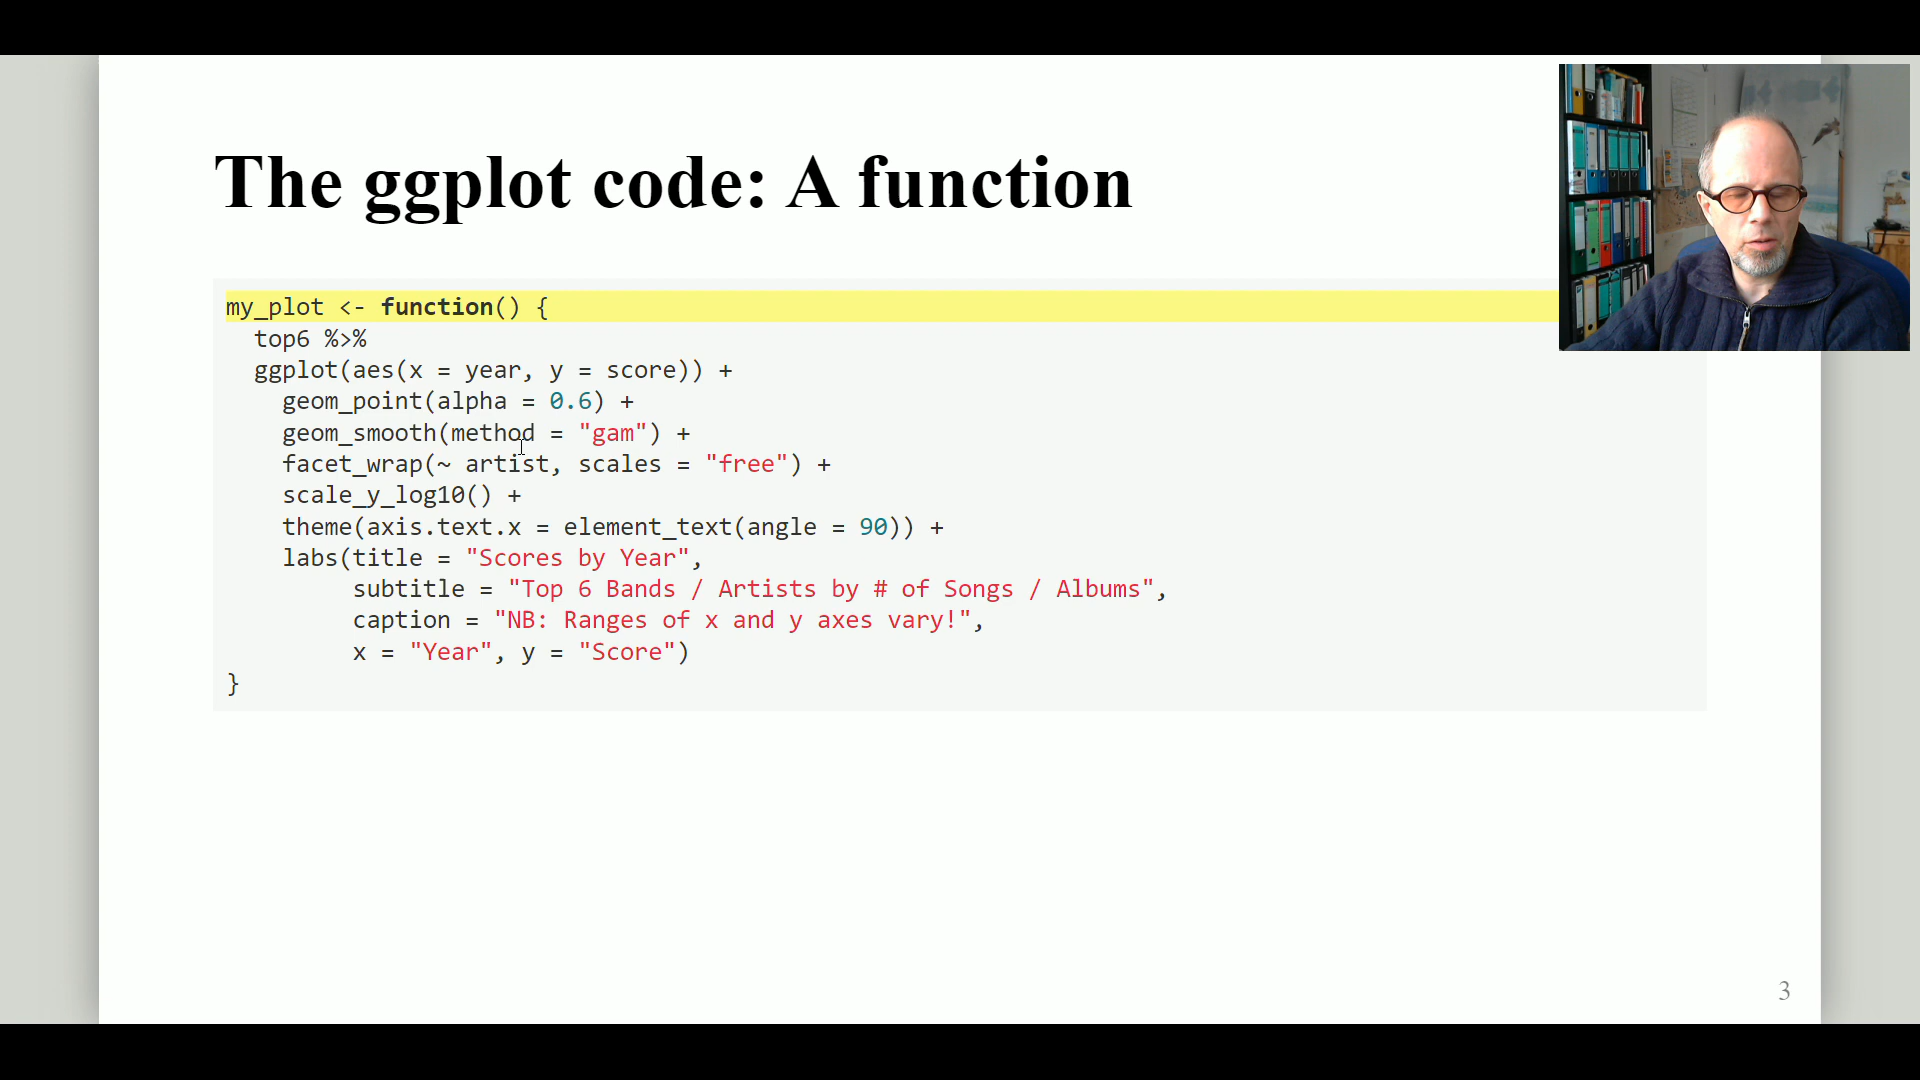 The ggplot code: A function
my_plot <- function() {
  top6 %>%
  ggplot(aes(x = year, y = score)) +
    geom_point(alpha = 0.6) +
    geom_smooth(method = "gam") +
    facet_wrap(~ artist, scales = "free") +
    scale_y_log10() +
    theme(axis.text.x = element_text(angle = 90)) +
    labs(title = "Scores by Year",
         subtitle = "Top 6 Bands / Artists by # of Songs / Albums",
         caption = "NB: Ranges of x and y axes vary!",
         x = "Year", y = "Score")
}
3